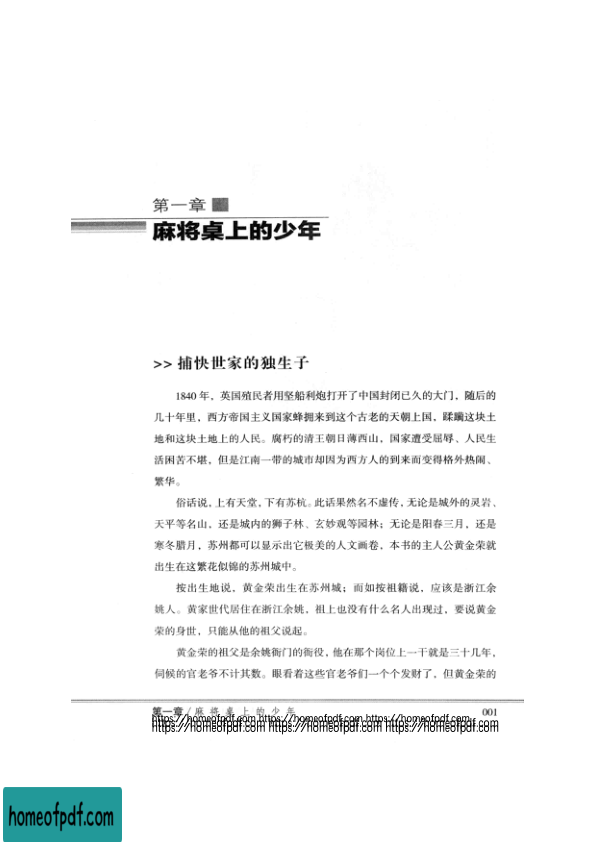 第一章
麻将桌上的少年
>> 捕快世家的独生子
1840 年，英国殖民者用坚船利炮打开了中国封闭已久的大门，随后的
几十年里，西方帝国主义国家蜂拥来到这个古老的天朝上国，蹂躏这块土
地和这块土地上的人民。腐朽的清王朝日薄西山，国家遭受屈辱、人民生
活困苦不堪，但是江南一带的城市却因为西方人的到来而变得格外热闹、
繁华。
俗话说，上有天堂，下有苏杭。此话果然名不虚传，无论是城外的灵岩、
天平等名山，还是城内的狮子林、玄妙观等园林；无论是阳春三月，还是
寒冬腊月，苏州都可以显示出它极美的人文画卷，本书的主人公黄金荣就
出生在这繁花似锦的苏州城中。
按出生地说，黄金荣出生在苏州城；而如按祖籍说，应该是浙江余
姚人。黄家世代居住在浙江余姚，祖上也没有什么名人出现过，要说黄金
荣的身世，只能从他的祖父说起。
黄金荣的祖父是余姚衙门的衙役，他在那个岗位上一干就是三十几年，
伺候的官老爷不计其数。眼看着这些官老爷们一个个发财了，但黄金荣的
第一章 / 麻将桌上的少年 001
https://homeofpdf.com https://homeofpdf.com https://homeofpdf.com
https://homeofpdf.com https://homeofpdf.com https://homeofpdf.com
homeofpdf.com